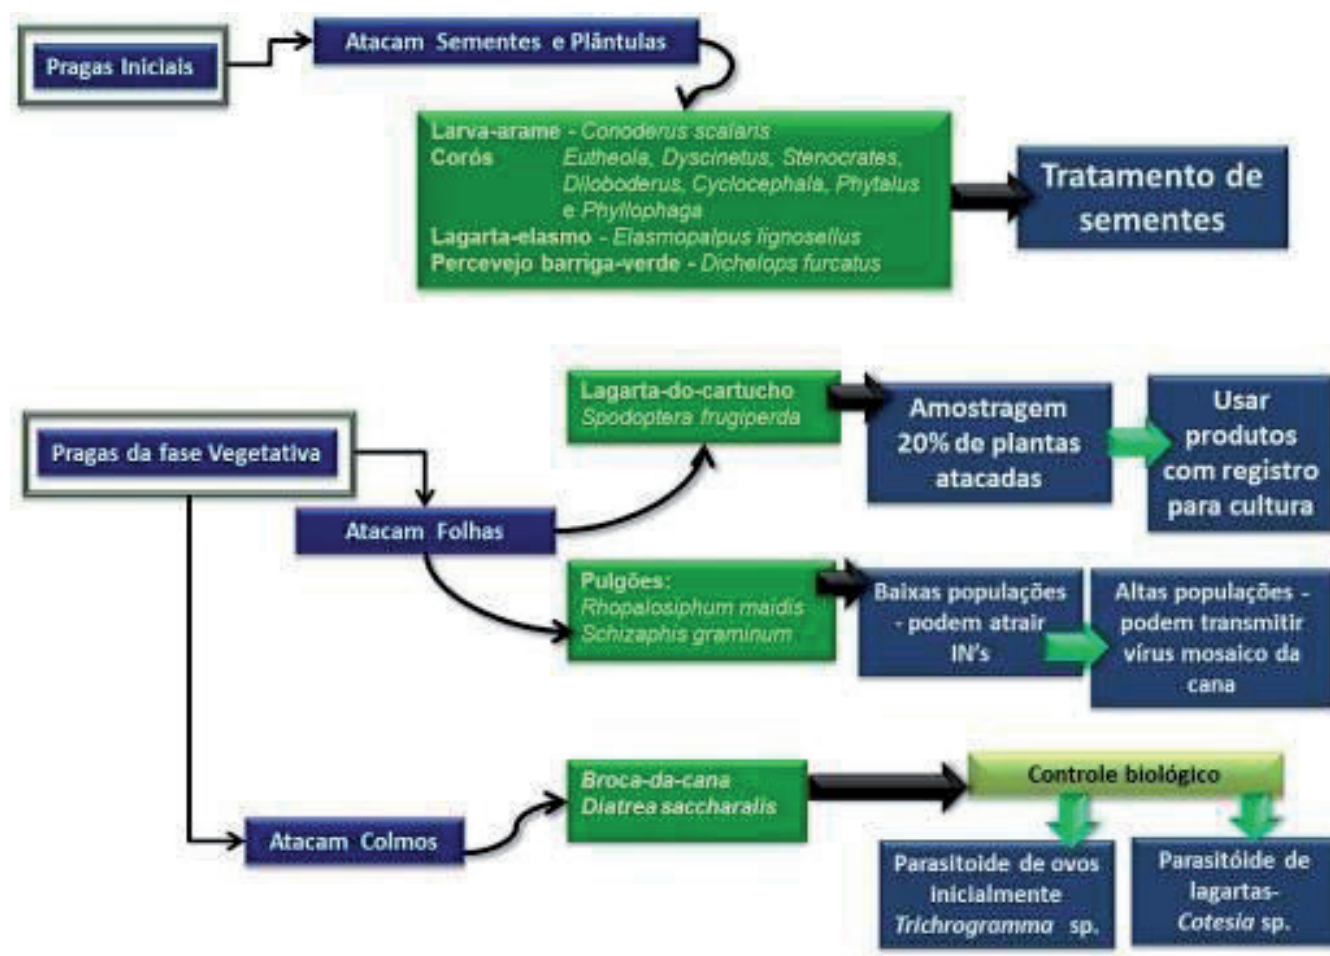 Pragas Iniciais
Atacam Sementes e Plântulas
Larva-arame - Conoderus scalaris
Corós Eutheola, Dyscinetus, Stenocrates,
Diloboderus, Cyclocephala, Phytalus
e Phyllophaga
Lagarta-elasmo - Elasmopalpus lignosellus
Percevejo barriga-verde - Dichelops furcatus
Tratamento de
sementes
Pragas da fase Vegetativa
Atacam Folhas
Lagarta-do-cartucho
Spodoptera frugiperda
Amostragem
20% de plantas
atacadas
Usar
produtos
com registro
para cultura
Pulgões:
Rhopalosiphum maidis
Schizaphis graminum
Baixas populações
- podem atrair
IN's
Altas populações -
podem transmitir
vírus mosaico da
cana
Atacam Colmos
Broca-da-cana
Diatrea saccharalis
Controle biológico
Parasitoide de ovos
inicialmente
Trichogramma sp.
Parasitóide de
lagartas-
Cotesia sp.